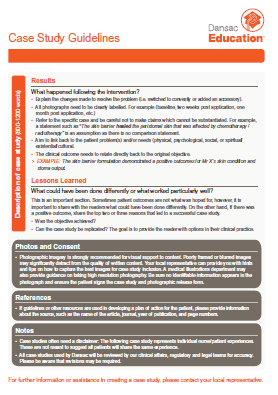 Dansac
Education
Case Study Guidelines
Description of case study (600-1200 words)
Results
What happened following the Intervention?
• Explain the changes made to resolve the problem (i.e. switched to convexity or added an accessory).
• All photographs need to be clearly labelled. For example (baseline, two weeks post application, one
month post application, etc.)
• Refer to the specific case and be careful not to make claims which cannot be substantiated. For example,
a statement such as "The skin barrier healed the peristomal skin that was affected by chemotherapy /
radiotherapy" is an assumption as there is no comparison statement.
• Aim to link back to the patient problem(s) and/or needs (physical, psychological, social, or spiritual
existential/cultural).
• The clinical outcome needs to relate directly back to the original objective.
> EXAMPLE: The skin barrier formulation demonstrated a positive outcome for Mr X's skin condition and
stoma output.
Lessons Learned
What could have been done differently or what worked particularly well?
This is an important section. Sometimes patient outcomes are not what was hoped for, however, it is
important to share with the readers what could have been done differently. On the other hand, if there was
a positive outcome, share the top two or three reasons that led to a successful case study.
• Was the objective achieved?
• Can the case study be replicated? The goal is to provide the reader with options in their clinical practice.
Photos and Consent
• Photographic imagery is strongly recommended for visual support to content. Poorly framed or blurred images
may significantly detract from the quality of written content. Your local representative can provide you with hints
and tips on how to capture the best images for case study inclusion. A medical illustrations department may
also provide guidance on taking high resolution photography. Be sure no identifiable information appears in the
photograph and ensure the patient signs the case study and photographic release form.
References
• If guidelines or other resources are used in developing a plan of action for the patient, please provide information
about the source, such as the name of the article, journal, year of publication, and page numbers.
Notes
• Case studies often need a disclaimer: The following case study represents individual nurse/patient experiences.
These are not meant to suggest all patients will share the same experience.
• All case studies used by Dansac will be reviewed by our clinical affairs, regulatory and legal teams for accuracy.
Please be aware that revisions may be required.
For further information or assistance in creating a case study, please contact your local representative.